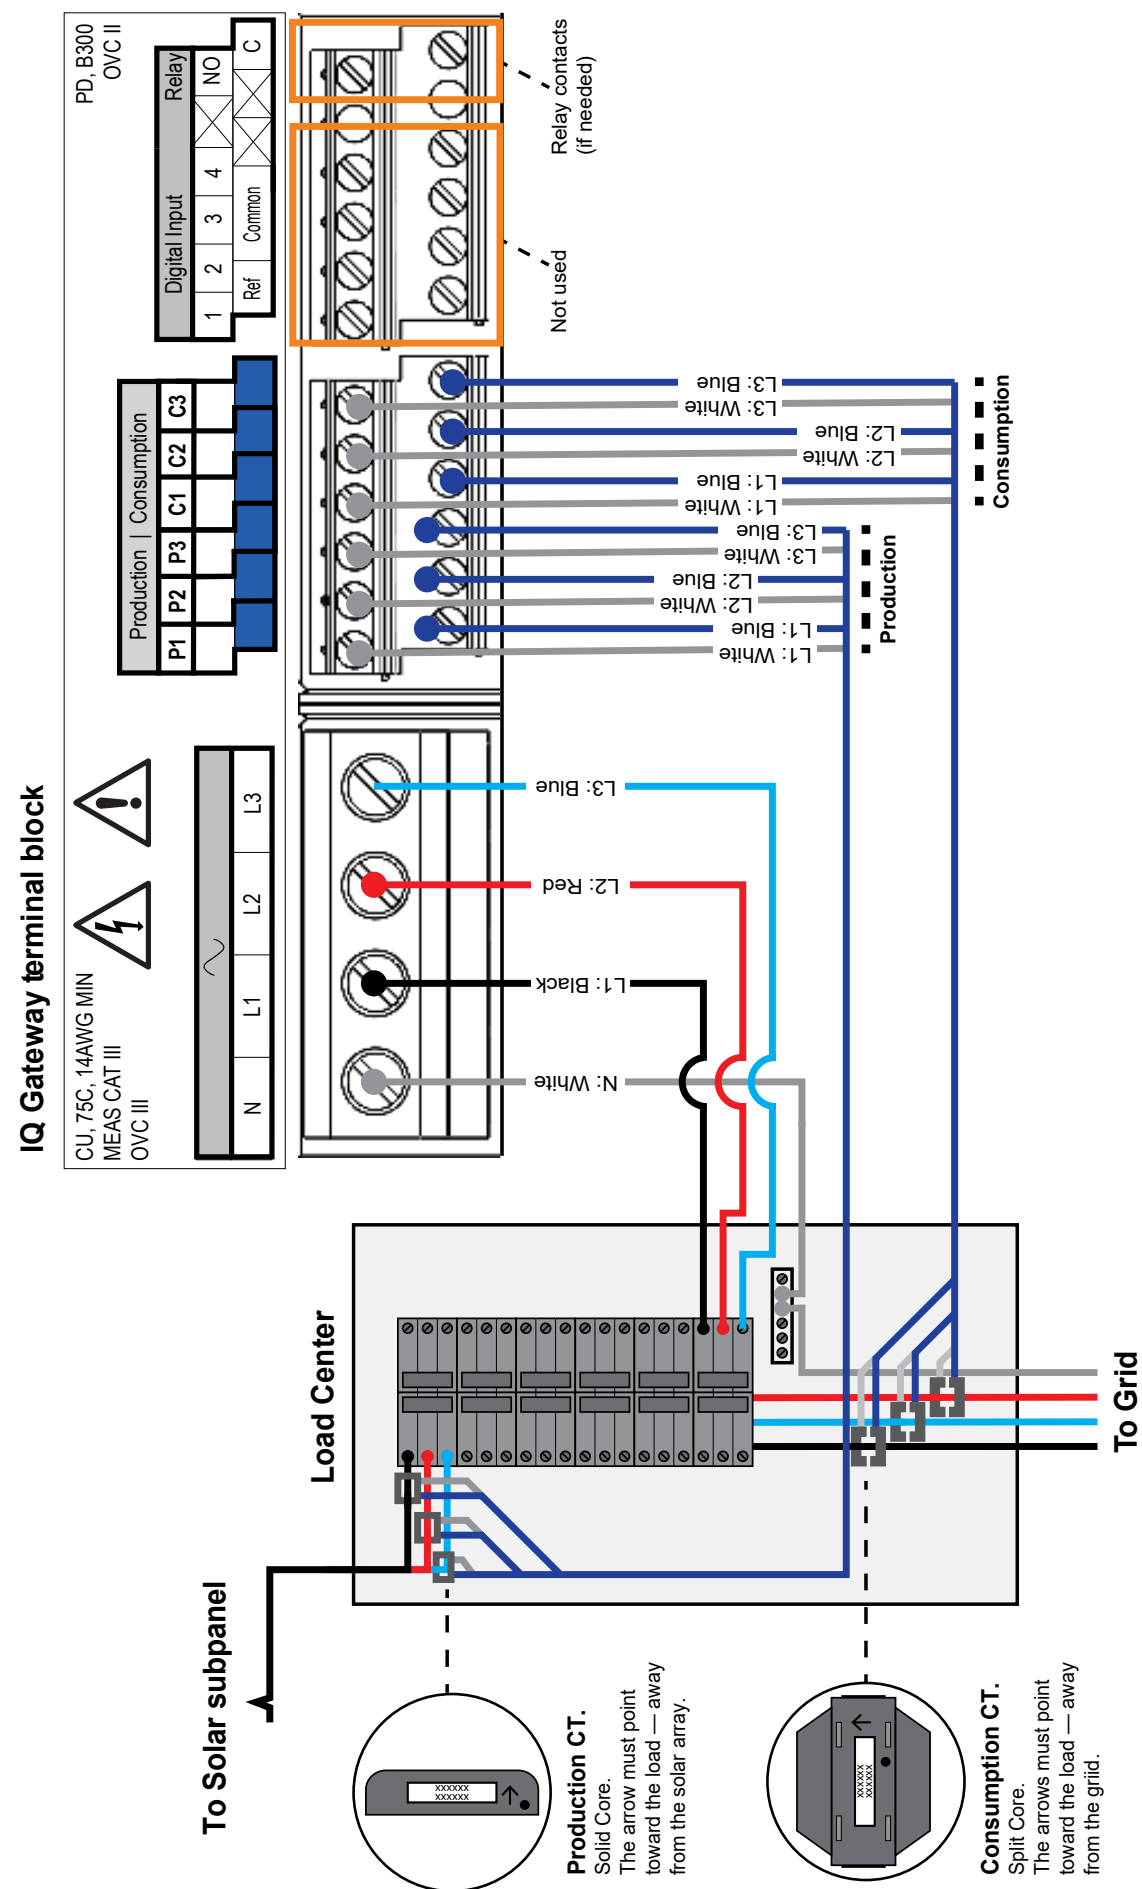 IQ Gateway terminal block
CU, 75C, 14AWG MIN
MEAS CAT III
OVC III
PD, B300
OVC II
N
L1
L2
L3
Production | Consumption
P1
P2
P3
C1
C2
C3
Digital Input
Relay
1
2
3
4
NO
Ref
Common
C
N: White
L1: Black
L2: Red
L3: Blue
L1: White
L1: Blue
L2: White
L2: Blue
L3: White
L3: Blue
Production
L1: White
L1: Blue
L2: White
L2: Blue
L3: White
L3: Blue
Consumption
Not used
Relay contacts
(if needed)
Load Center
To Solar subpanel
To Grid
XXXXXX
XXXXXX
Production CT.
Solid Core.
The arrow must point
toward the load — away
from the solar array.
XXXXXX
XXXXXX
Consumption CT.
Split Core.
The arrows must point
toward the load — away
from the griid.